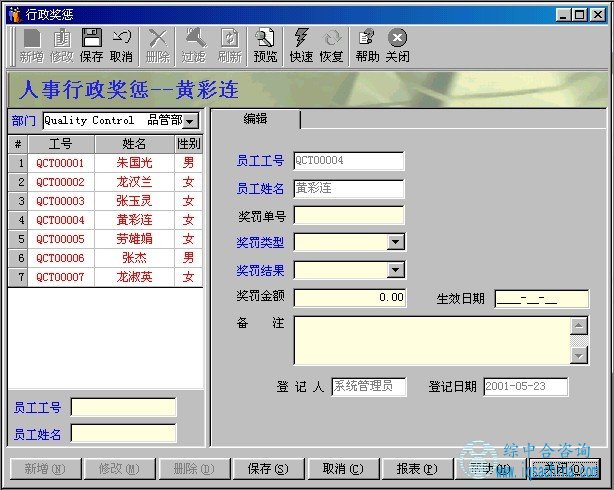 行政奖惩
新增 修改 保存 取消 删除 过滤 刷新 预览 快速 恢复 帮助 关闭
人事行政奖惩--黄彩连
部门 Quality Control 品管部
# 工号 姓名 性别
1 QCT00001 朱国光 男
2 QCT00002 龙汉兰 女
3 QCT00003 张玉灵 女
4 QCT00004 黄彩连 女
5 QCT00005 劳雄娟 女
6 QCT00006 张杰 男
7 QCT00007 龙淑英 女
员工工号
员工姓名
编辑
员工工号 QCT00004
员工姓名 黄彩连
奖罚单号
奖罚类型
奖罚结果
奖罚金额 0.00 生效日期 ____-__-__
备 注
登 记 人 系统管理员 登记日期 2001-05-23
综中合咨询
新增(N) 修改(M) 删除(D) 保存(S) 取消(C) 报表(P) 关闭(Q)